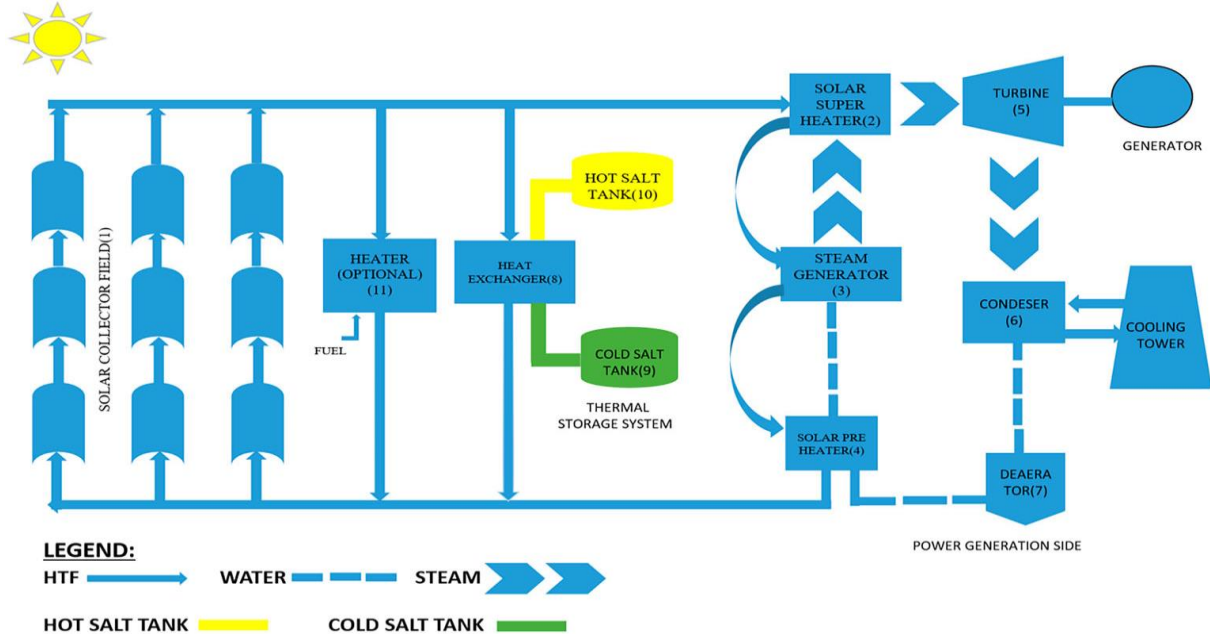 SOLAR
SUPER
HEATER(2)
TURBINE
(5)
GENERATOR
HOT SALT
TANK(10)
SOLAR COLLECTOR FIELD(1)
HEATER
(OPTIONAL)
(11)
HEAT
EXCHANGER(8)
STEAM
GENERATOR
(3)
CONDESER
(6)
COOLING
TOWER
FUEL
COLD SALT
TANK(9)
THERMAL
STORAGE SYSTEM
SOLAR PRE
HEATER(4)
DEAERA
TOR(7)
POWER GENERATION SIDE
LEGEND:
HTF
WATER
STEAM
HOT SALT TANK
COLD SALT TANK